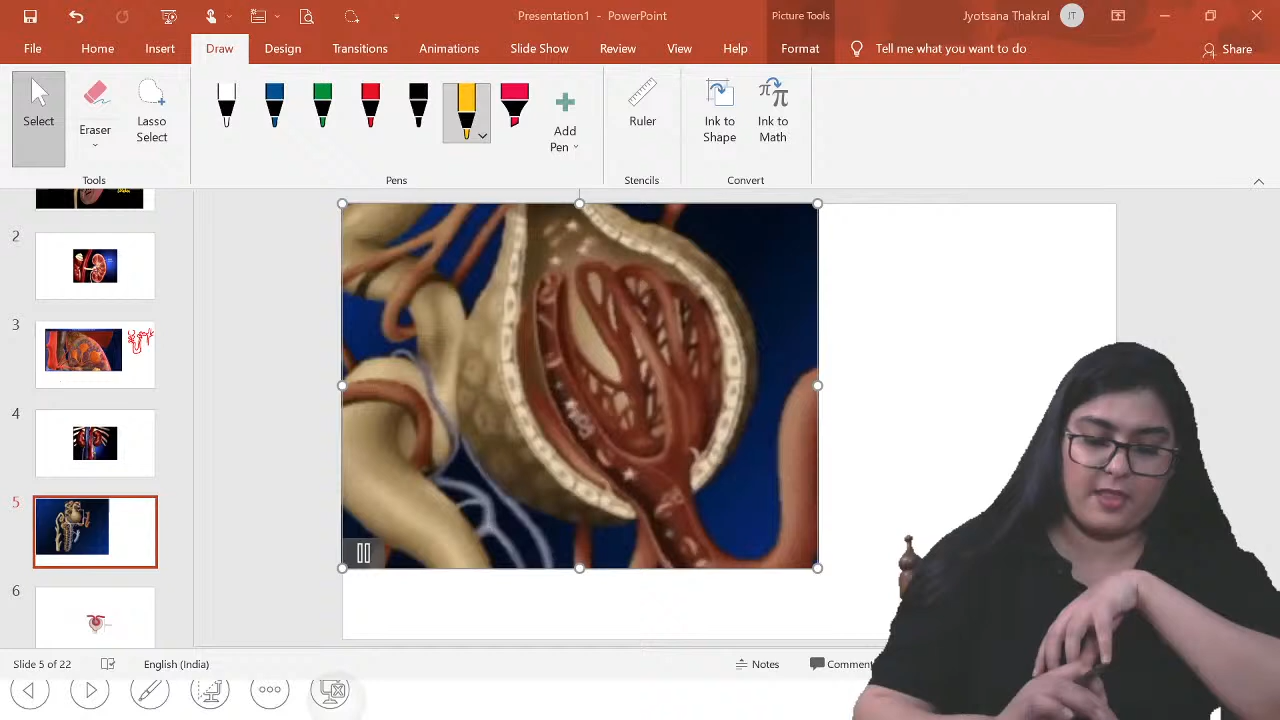 Presentation1 - PowerPoint
Picture Tools
Jyotsana Thakral
JT
File
Home
Insert
Draw
Design
Transitions
Animations
Slide Show
Review
View
Help
Format
Tell me what you want to do
Share
Select
Eraser
Lasso
Select
Add
Pen
Ruler
Ink to
Shape
Ink to
Math
Tools
Pens
Stencils
Convert
2
3
4
5
6
Slide 5 of 22
English (India)
Notes